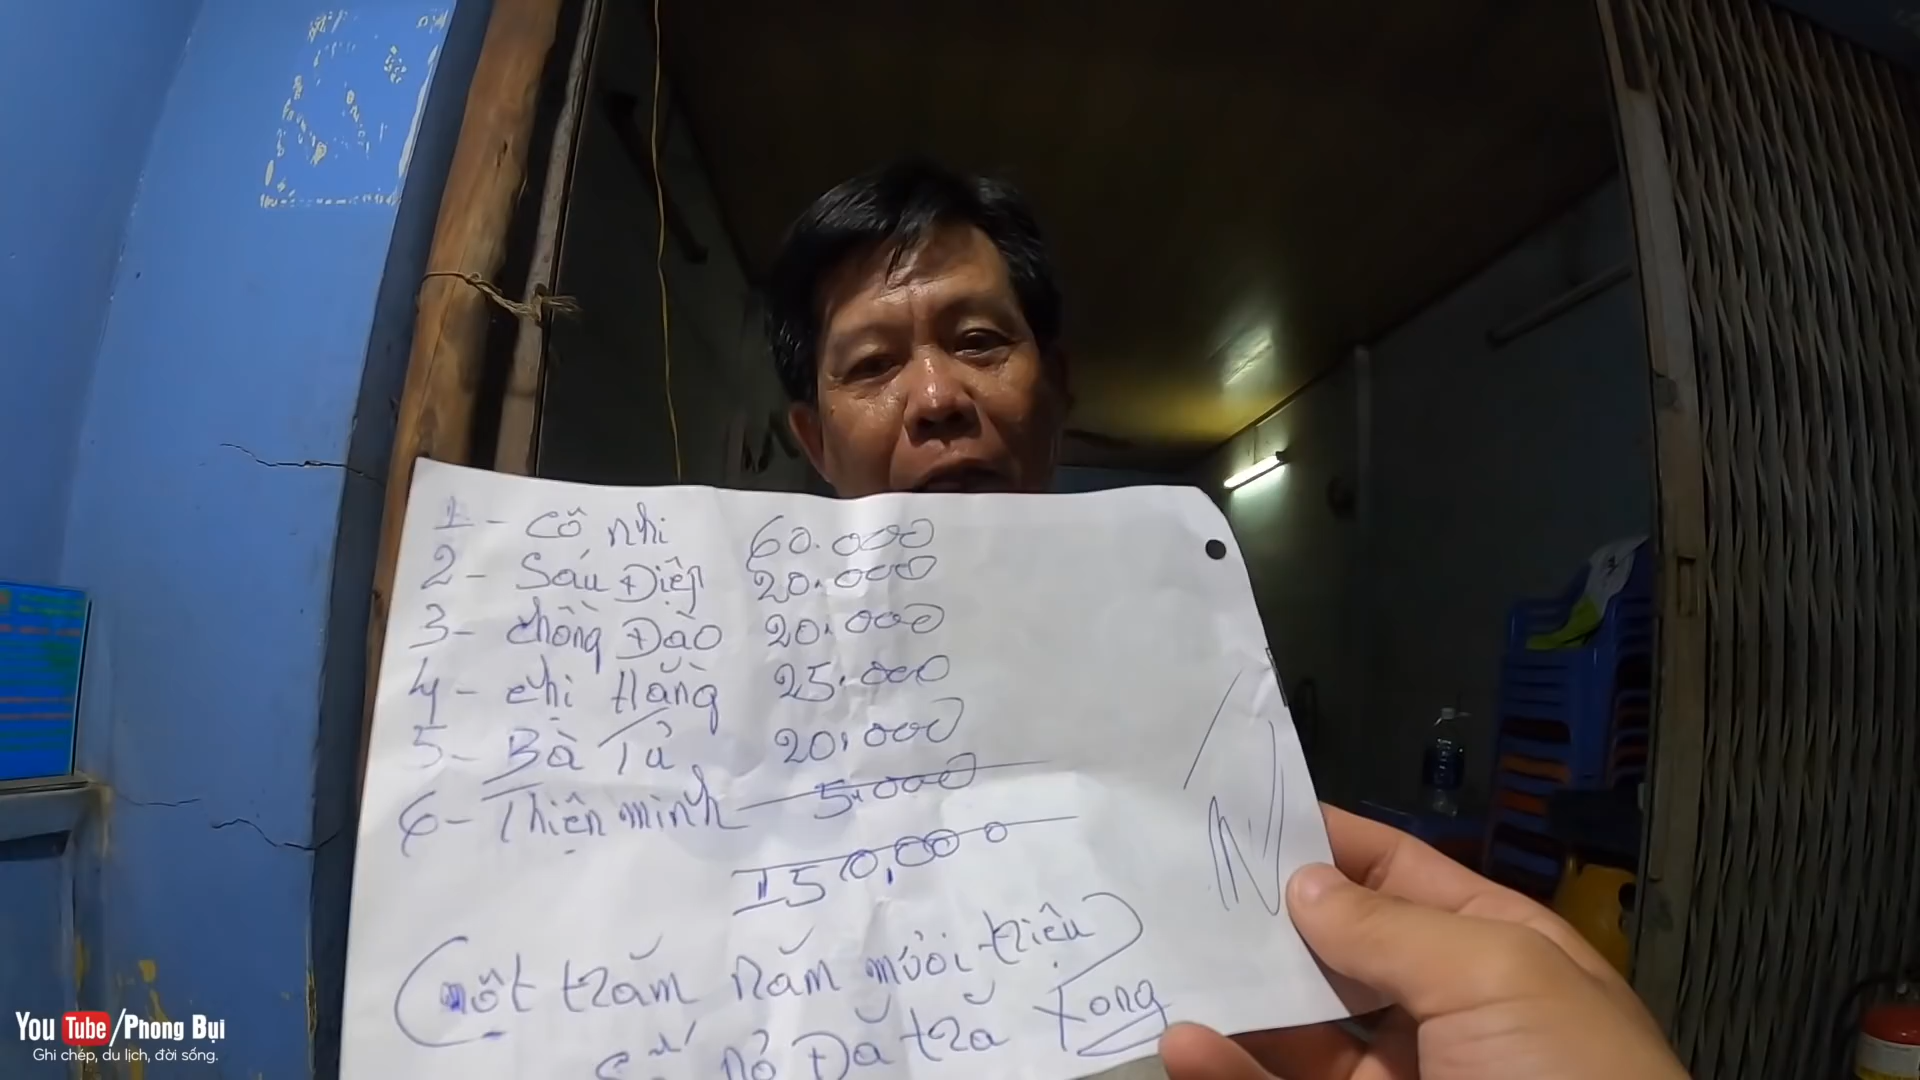 1 - Cô Nhi 60.000
2 - Sáu Điệp 20.000
3 - chồng Đào 20.000
4 - chị Hằng 25.000
5 - Bà Tư 20.000
6 - Thiện minh 5.000
150,000
(một trăm năm mươi triệu)
Số nợ Đã trả Xong
YouTube/Phong Bụi
Ghi chép, du lịch, đời sống.